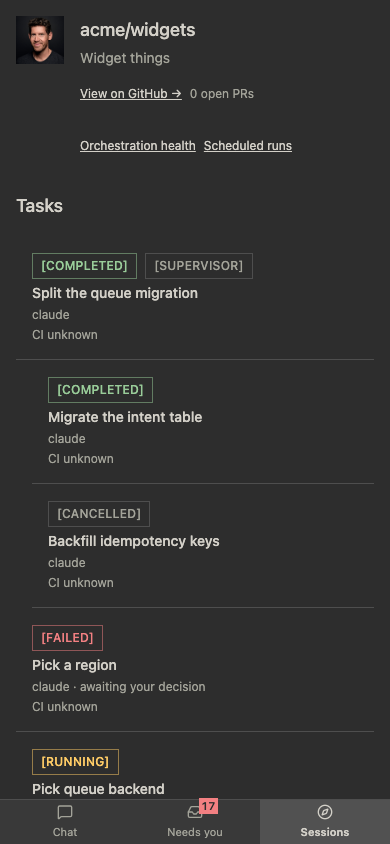 acme/widgets
Widget things
View on GitHub → 0 open PRs
Orchestration health Scheduled runs
Tasks
[COMPLETED] [SUPERVISOR]
Split the queue migration
claude
CI unknown
[COMPLETED]
Migrate the intent table
claude
CI unknown
[CANCELLED]
Backfill idempotency keys
claude
CI unknown
[FAILED]
Pick a region
claude · awaiting your decision
CI unknown
[RUNNING]
Pick queue backend
17
Chat Needs you Sessions